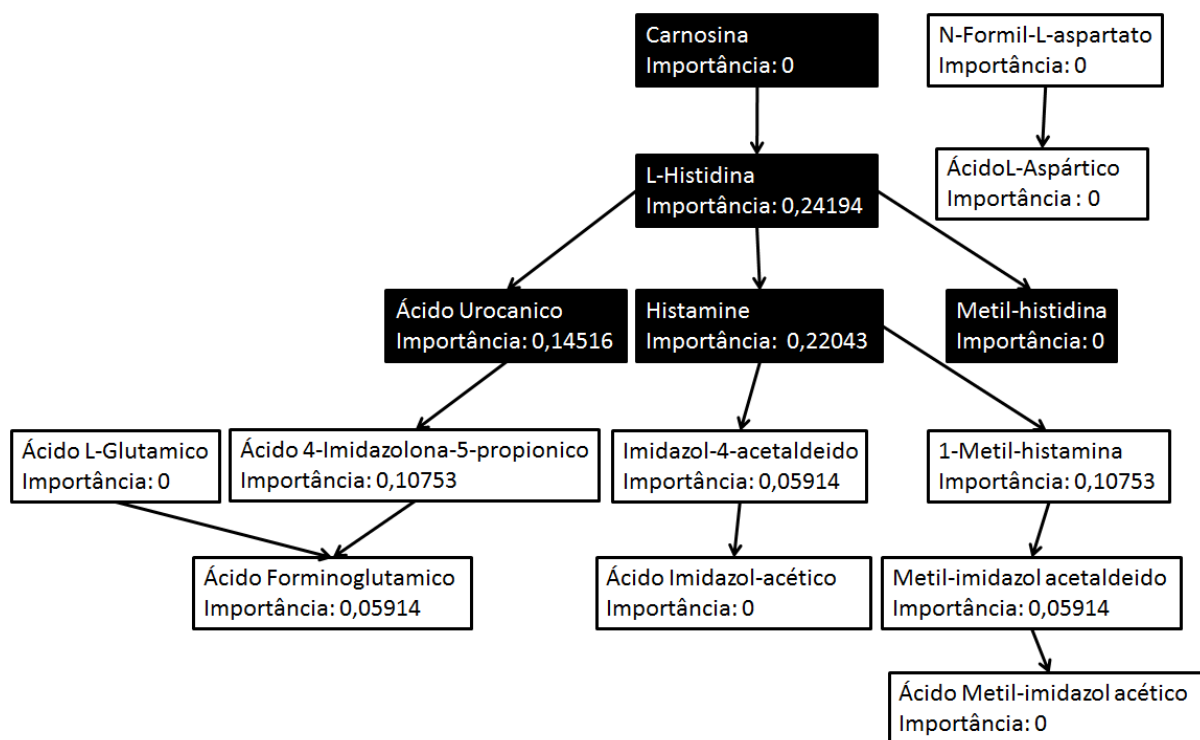 Carnosina
Importância: 0
N-Formil-L-aspartato
Importância: 0
L-Histidina
Importância: 0,24194
ÁcidoL-Aspártico
Importância : 0
Ácido Urocanico
Importância: 0,14516
Histamine
Importância:  0,22043
Metil-histidina
Importância: 0
Ácido L-Glutamico
Importância: 0
Ácido 4-Imidazolona-5-propionico
Importância: 0,10753
Imidazol-4-acetaldeido
Importância: 0,05914
1-Metil-histamina
Importância: 0,10753
Ácido Forminoglutamico
Importância: 0,05914
Ácido Imidazol-acético
Importância: 0
Metil-imidazol acetaldeido
Importância: 0,05914
Ácido Metil-imidazol acético
Importância: 0